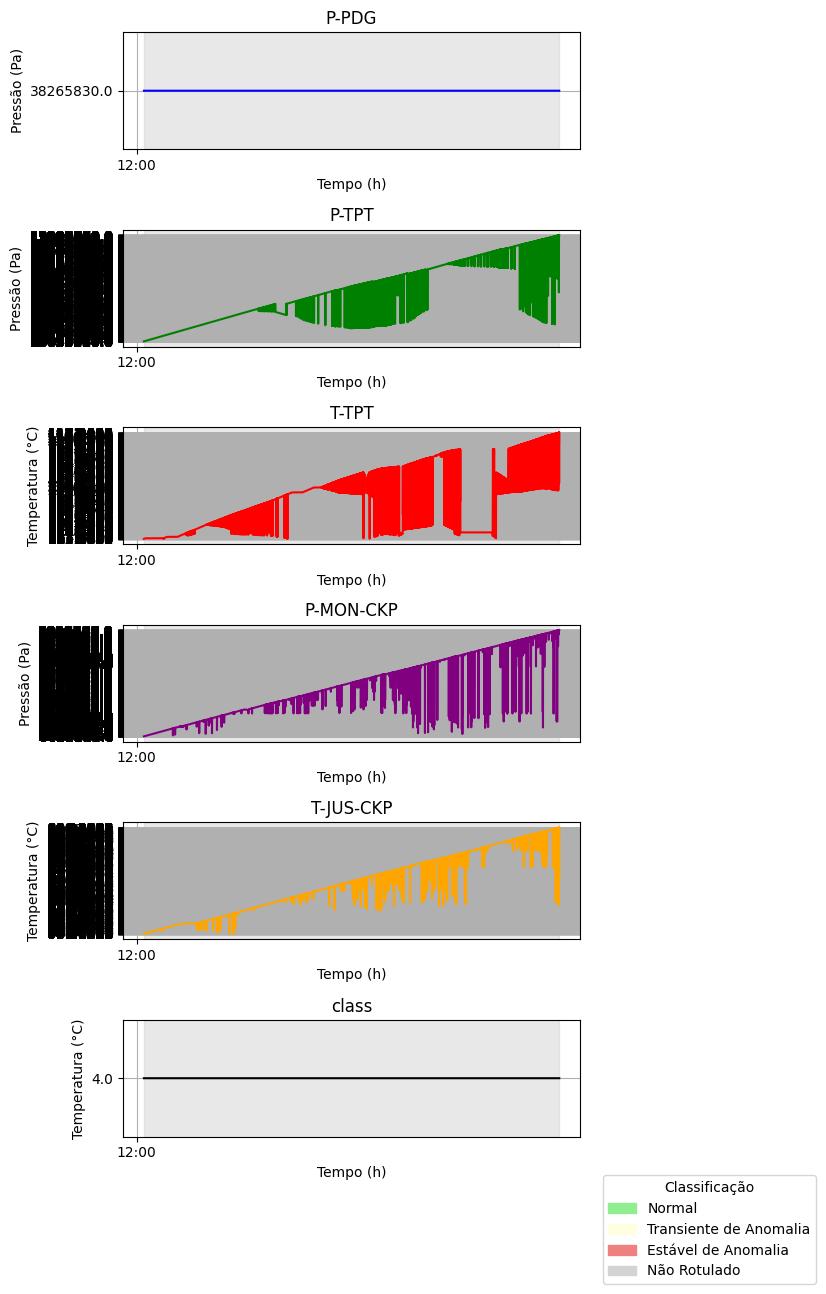 P-PDG
Pressão (Pa)
38265830.0
12:00
Tempo (h)
P-TPT
Pressão (Pa)
12:00
Tempo (h)
T-TPT
Temperatura (°C)
12:00
Tempo (h)
P-MON-CKP
Pressão (Pa)
12:00
Tempo (h)
T-JUS-CKP
Temperatura (°C)
12:00
Tempo (h)
class
Temperatura (°C)
4.0
12:00
Tempo (h)
Classificação
Normal
Transiente de Anomalia
Estável de Anomalia
Não Rotulado